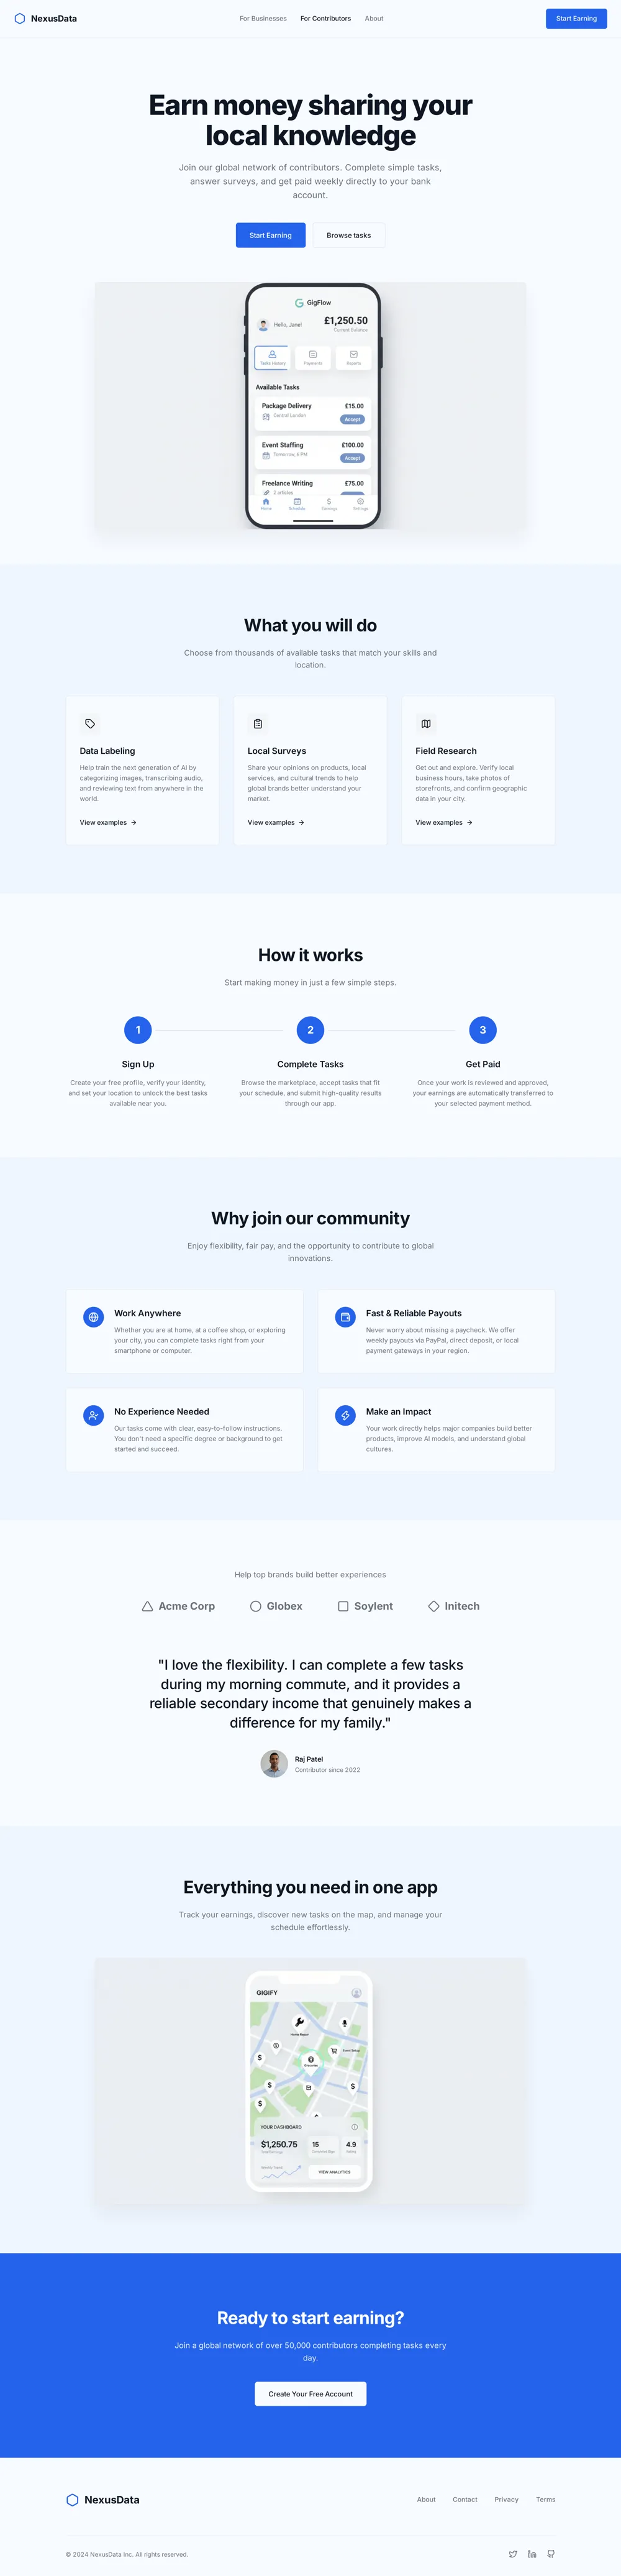 NexusData
For Businesses
For Contributors
About
Start Earning
Earn money sharing your
local knowledge
Join our global network of contributors. Complete simple tasks,
answer surveys, and get paid weekly directly to your bank
account.
Start Earning
Browse tasks
GigFlow
Hello, Jane!
£1,250.50
Current Balance
Tasks History
Payments
Available Tasks
Package Delivery
£15.00
Central London
Accept
Event Staffing
£100.00
Tomorrow, 6 PM
Accept
Freelance Writing
£75.00
2 articles
Home
Schedule
Earnings
Settings
What you will do
Choose from thousands of available tasks that match your skills and
location.
Data Labeling
Help train the next generation of AI by
categorizing images, transcribing audio,
and reviewing text from anywhere in the
world.
View examples →
Local Surveys
Share your opinions on products, local
services, and cultural trends to help
global brands better understand your
market.
View examples →
Field Research
Get out and explore. Verify local
business hours, take photos of
storefronts, and confirm geographic
data in your city.
View examples →
How it works
Start making money in just a few simple steps.
1
Sign Up
Create your free profile, verify your identity,
and set your location to unlock the best tasks
available near you.
2
Complete Tasks
Browse the marketplace, accept tasks that fit
your schedule, and submit high-quality results
through our app.
3
Get Paid
Once your work is reviewed and approved,
your earnings are automatically transferred to
your selected payment method.
Why join our community
Enjoy flexibility, fair pay, and the opportunity to contribute to global
innovations.
Work Anywhere
Whether you are at home, at a coffee shop, or exploring
your city, you can complete tasks right from your
smartphone or computer.
Fast & Reliable Payouts
Never worry about missing a paycheck. We offer
weekly payouts via PayPal, direct deposit, or local
payment gateways in your region.
No Experience Needed
Our tasks come with clear, easy-to-follow instructions.
You don't need a specific degree or background to get
started and succeed.
Make an Impact
Your work directly helps major companies build better
products, improve AI models, and understand global
cultures.
Help top brands build better experiences
Acme Corp
Globex
Soylent
Initech
"I love the flexibility. I can complete a few tasks
during my morning commute, and it provides a
reliable secondary income that genuinely makes a
difference for my family."
Raj Patel
Contributor since 2022
Everything you need in one app
Track your earnings, discover new tasks on the map, and manage your
schedule effortlessly.
GIGIFY
Home Repair
Event Setup
YOUR DASHBOARD
$1,250.75
15
4.9
VIEW ANALYTICS
Ready to start earning?
Join a global network of over 50,000 contributors completing tasks every
day.
Create Your Free Account
NexusData
About
Contact
Privacy
Terms
© 2024 NexusData Inc. All rights reserved.